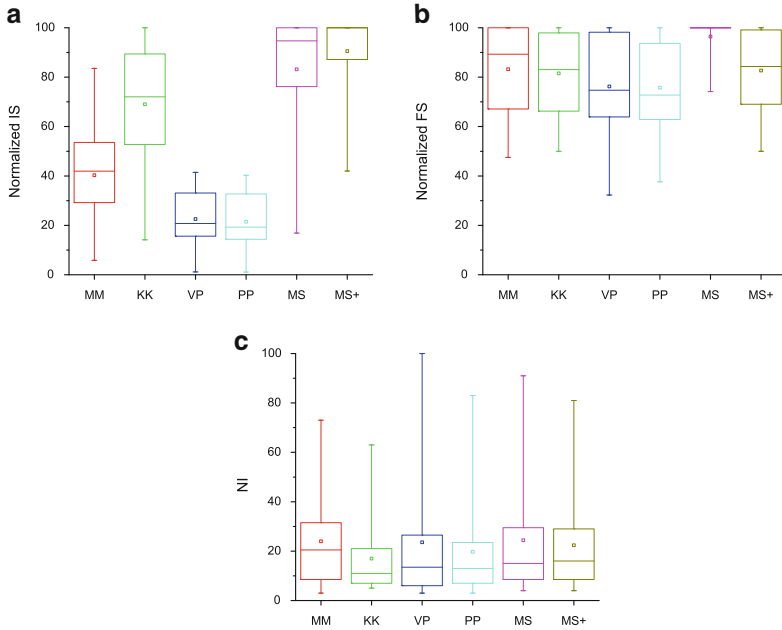 a
Normalized IS
100
80
60
40
20
0
MM KK VP PP MS MS+
b
Normalized FS
100
80
60
40
20
0
MM KK VP PP MS MS+
c
NI
100
80
60
40
20
0
MM KK VP PP MS MS+